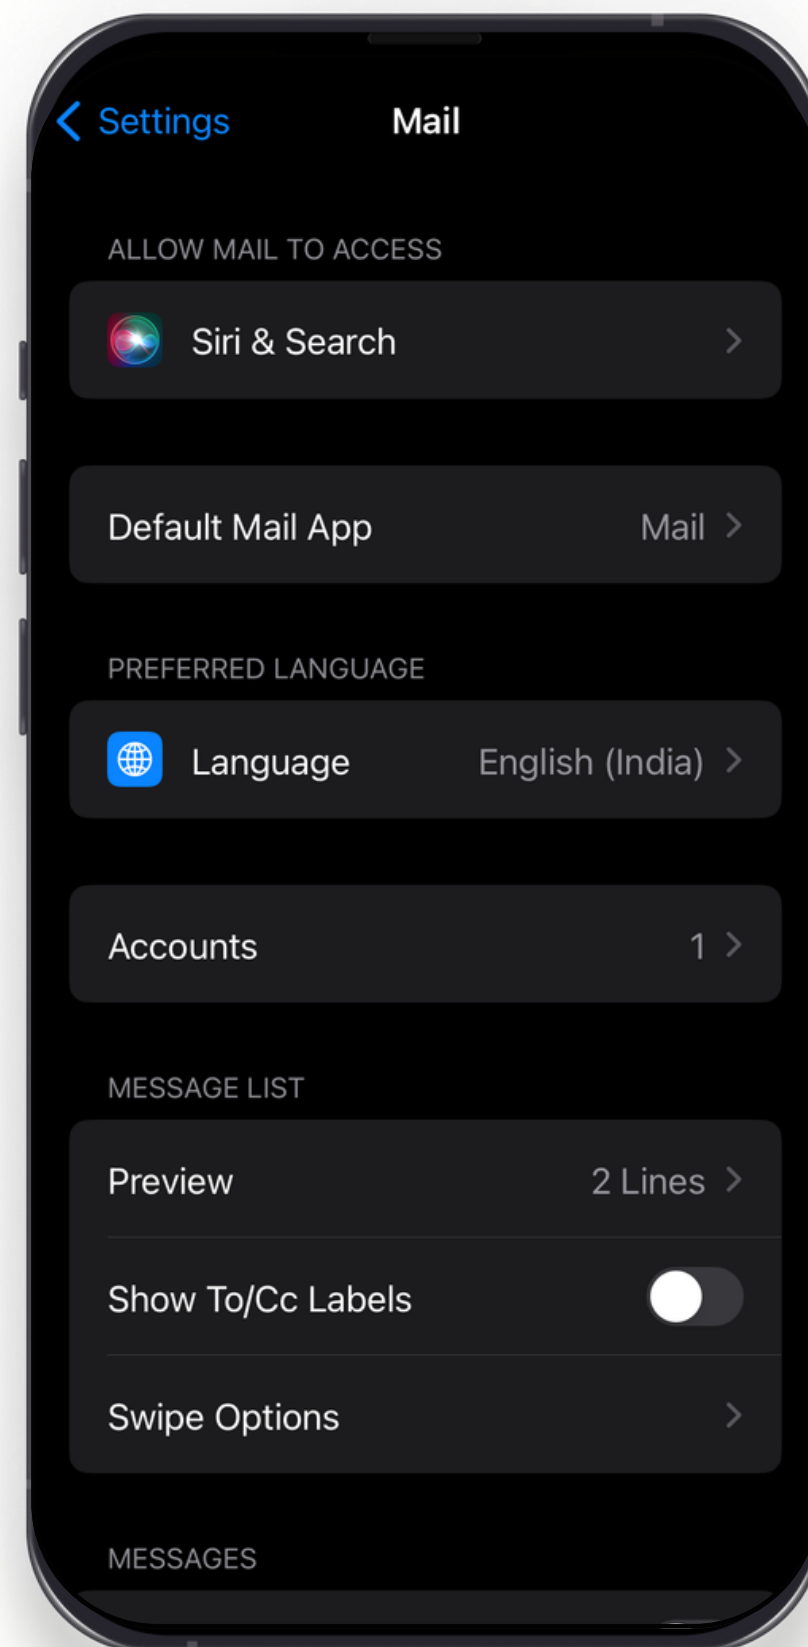 Settings
Mail
ALLOW MAIL TO ACCESS
Siri & Search
Default Mail App Mail
PREFERRED LANGUAGE
Language English (India)
Accounts 1
MESSAGE LIST
Preview 2 Lines
Show To/Cc Labels
Swipe Options
MESSAGES